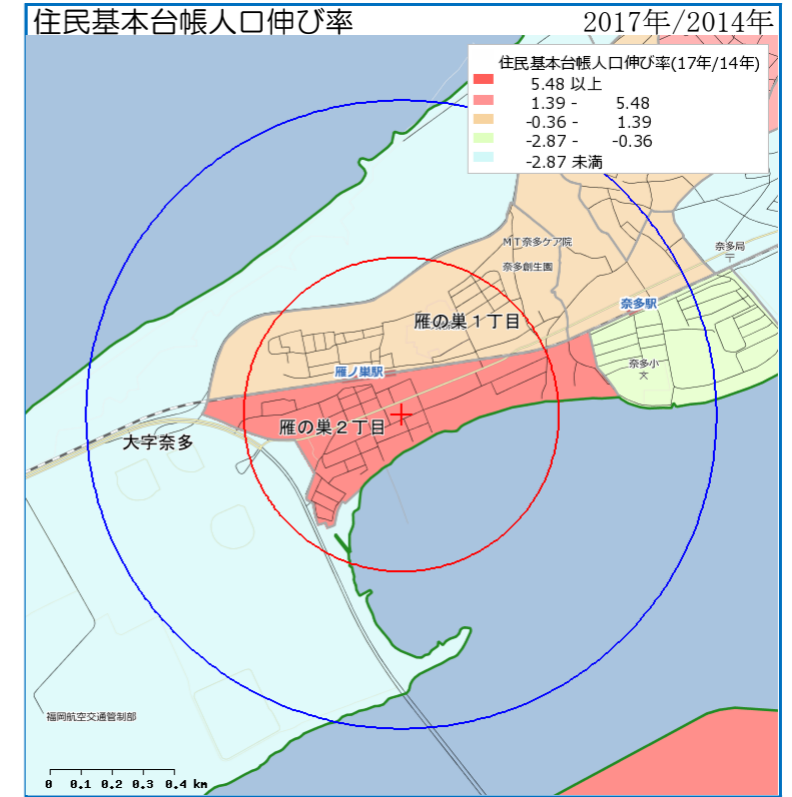 住民基本台帳人口伸び率 2017年/2014年
住民基本台帳人口伸び率(17年/14年)
5.48 以上
1.39 - 5.48
-0.36 - 1.39
-2.87 - -0.36
-2.87 未満
MT奈多ケア院
奈多局
奈多創生園
奈多駅
雁の巣1丁目
奈多小
文
雁ノ巣駅
雁の巣2丁目
大字奈多
福岡航空交通管制部
0 0.1 0.2 0.3 0.4 km